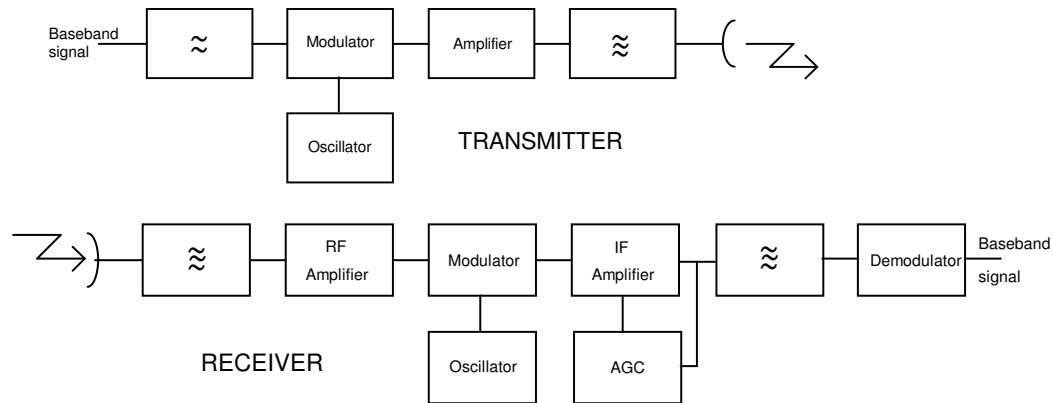 Baseband
signal
≈
Modulator
Amplifier
≋
Oscillator
TRANSMITTER
≋
RF
Amplifier
Modulator
IF
Amplifier
≋
Demodulator
Baseband
signal
Oscillator
AGC
RECEIVER